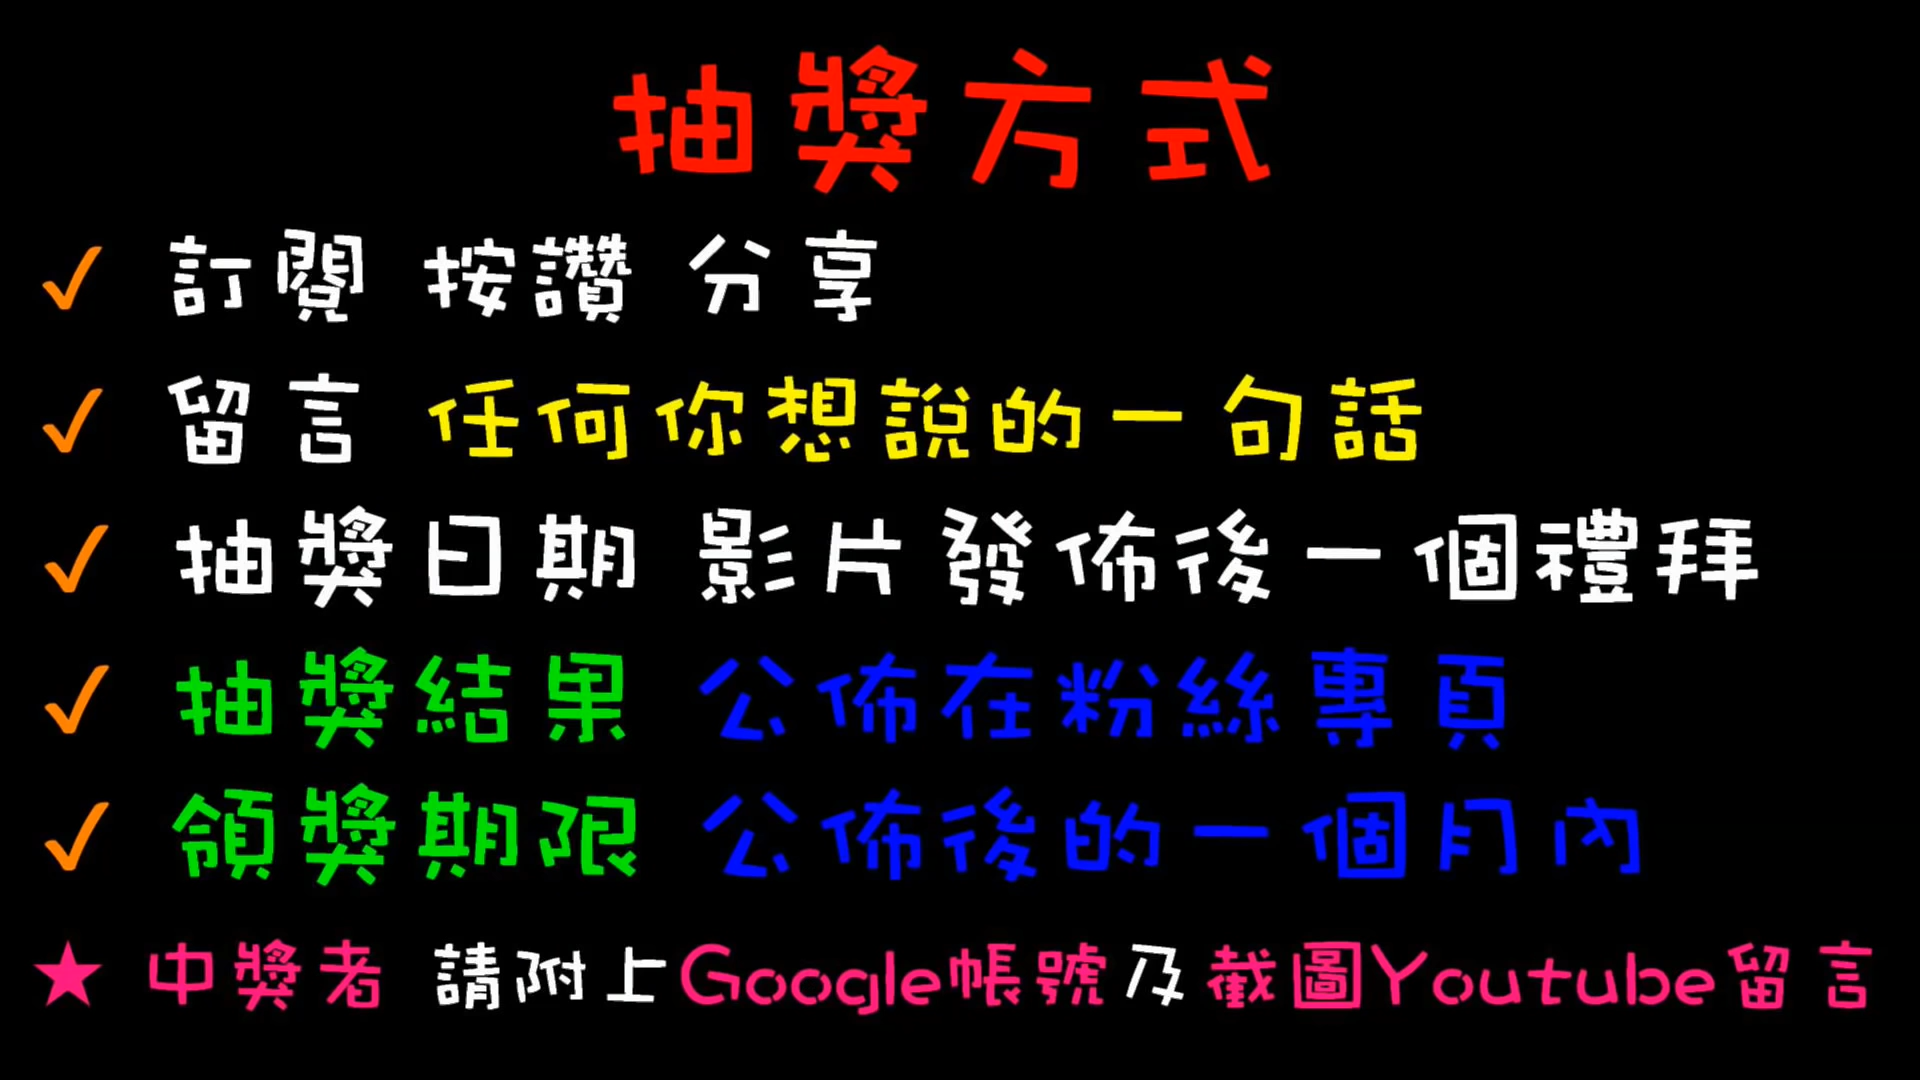 抽獎方式
✓ 訂閱 按讚 分享
✓ 留言 任何你想說的一句話
✓ 抽獎日期 影片發佈後一個禮拜
✓ 抽獎結果 公佈在粉絲專頁
✓ 領獎期限 公佈後的一個月內
★ 中獎者 請附上Google帳號及截圖Youtube留言